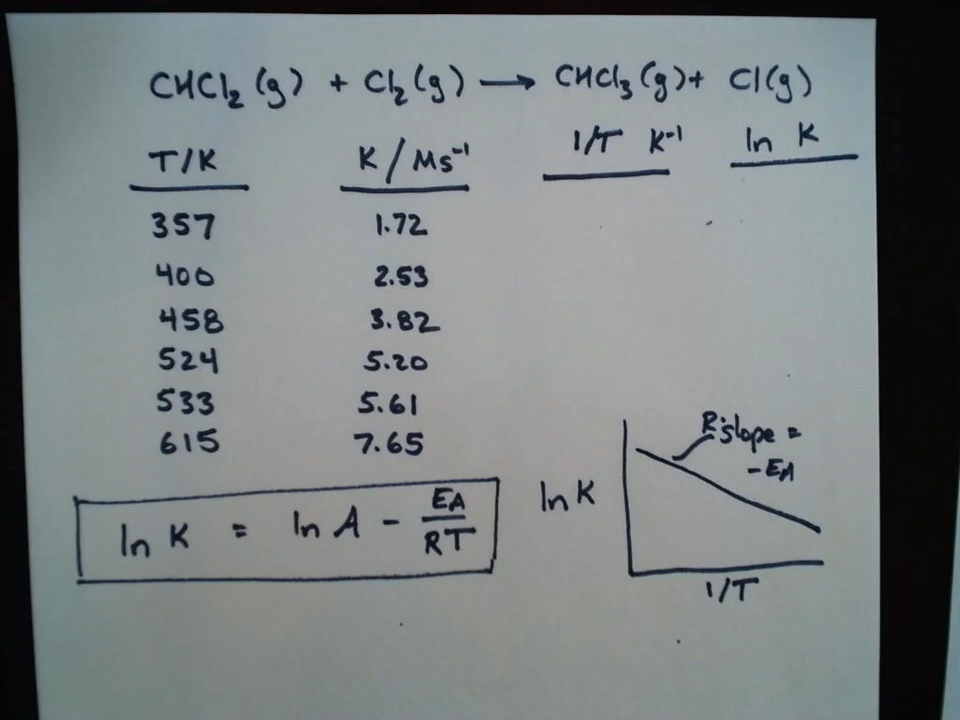 CHCl₂ (g) + Cl₂ (g) → CHCl₃ (g) + Cl(g)
T/K K/Ms⁻¹ 1/T K⁻¹ ln K
357 1.72
400 2.53
458 3.82
524 5.20
533 5.61
615 7.65
ln K = ln A - EA/RT
ln K
R·slope =
-EA
1/T